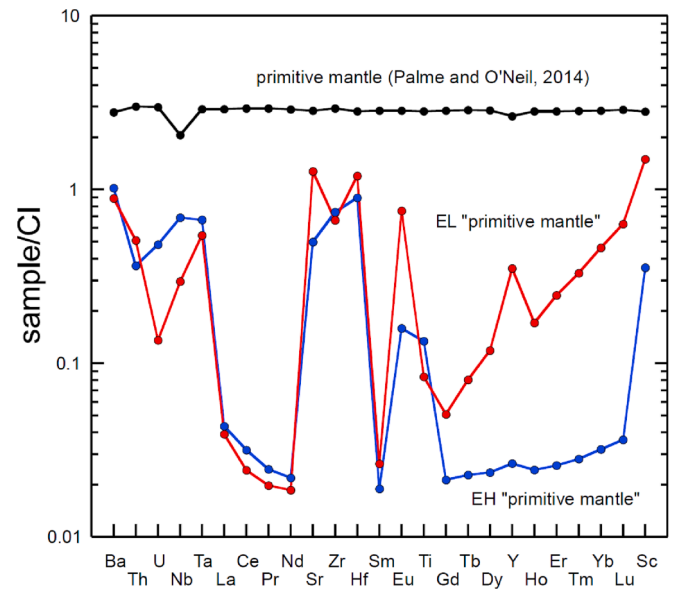 10
primitive mantle (Palme and O'Neil, 2014)
1
EL "primitive mantle"
sample/CI
0.1
EH "primitive mantle"
0.01
Ba U Ta Ce Nd Zr Sm Ti Tb Y Er Yb Sc
Th Nb La Pr Sr Hf Eu Gd Dy Ho Tm Lu